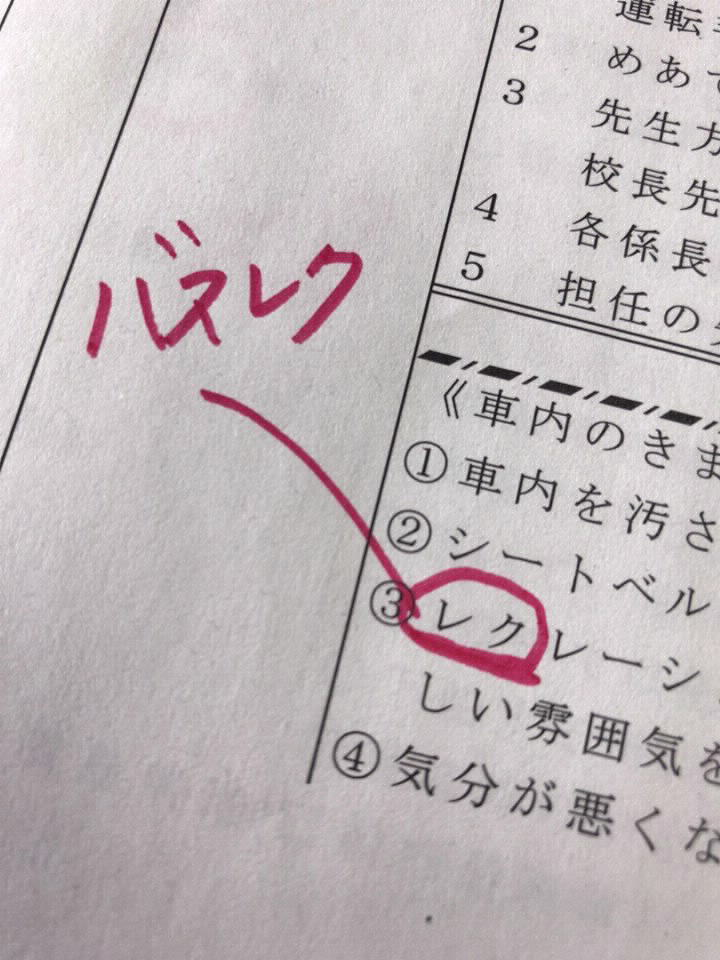 運転
2 めあて
3 先生方
校長先
4 各係長
5 担任の
バスレク
《車内のきま
①車内を汚さ
②シートベル
③レクレーシ
しい雰囲気を
④気分が悪くな